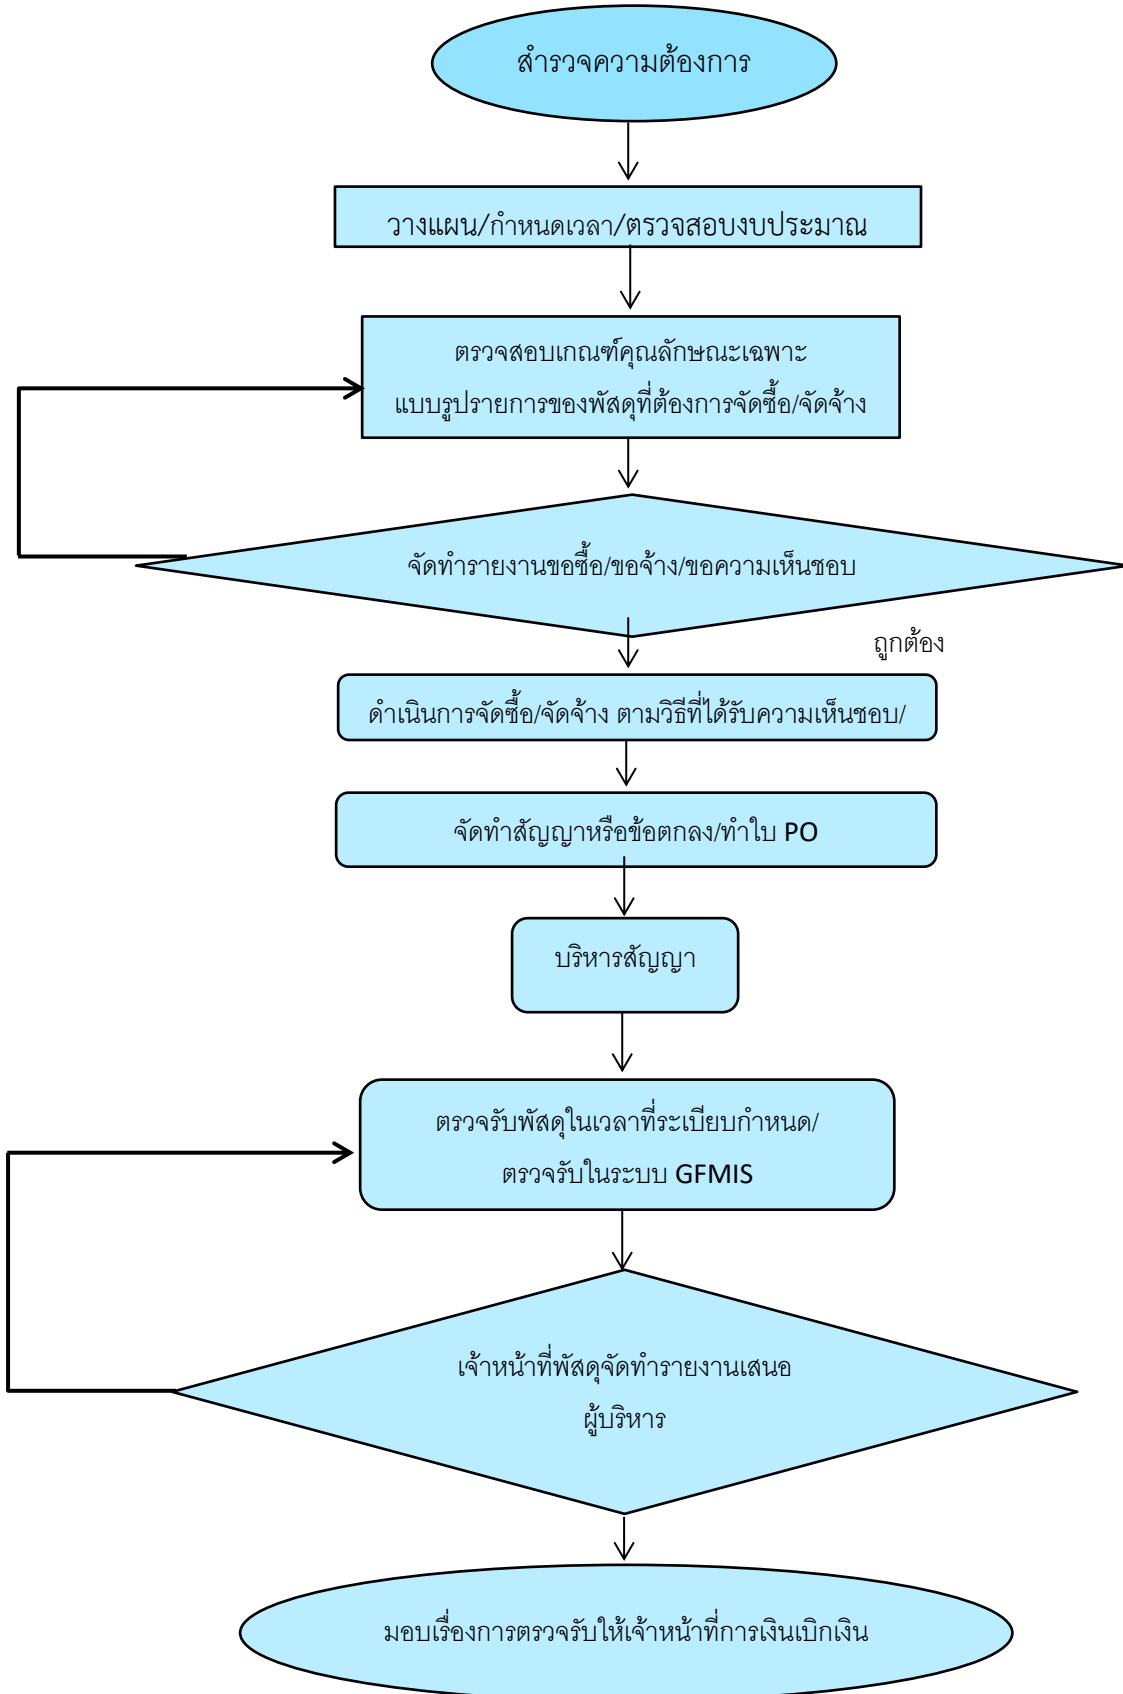 สำรวจความต้องการ
วางแผน/กำหนดเวลา/ตรวจสอบงบประมาณ
ตรวจสอบเกณฑ์คุณลักษณะเฉพาะ
แบบรูปรายการของพัสดุที่ต้องการจัดซื้อ/จัดจ้าง
จัดทำรายงานขอซื้อ/ขอจ้าง/ขอความเห็นชอบ
ถูกต้อง
ดำเนินการจัดซื้อ/จัดจ้าง ตามวิธีที่ได้รับความเห็นชอบ/
จัดทำสัญญาหรือข้อตกลง/ทำใบ PO
บริหารสัญญา
ตรวจรับพัสดุในเวลาที่ระเบียบกำหนด/
ตรวจรับในระบบ GFMIS
เจ้าหน้าที่พัสดุจัดทำรายงานเสนอ
ผู้บริหาร
มอบเรื่องการตรวจรับให้เจ้าหน้าที่การเงินเบิกเงิน